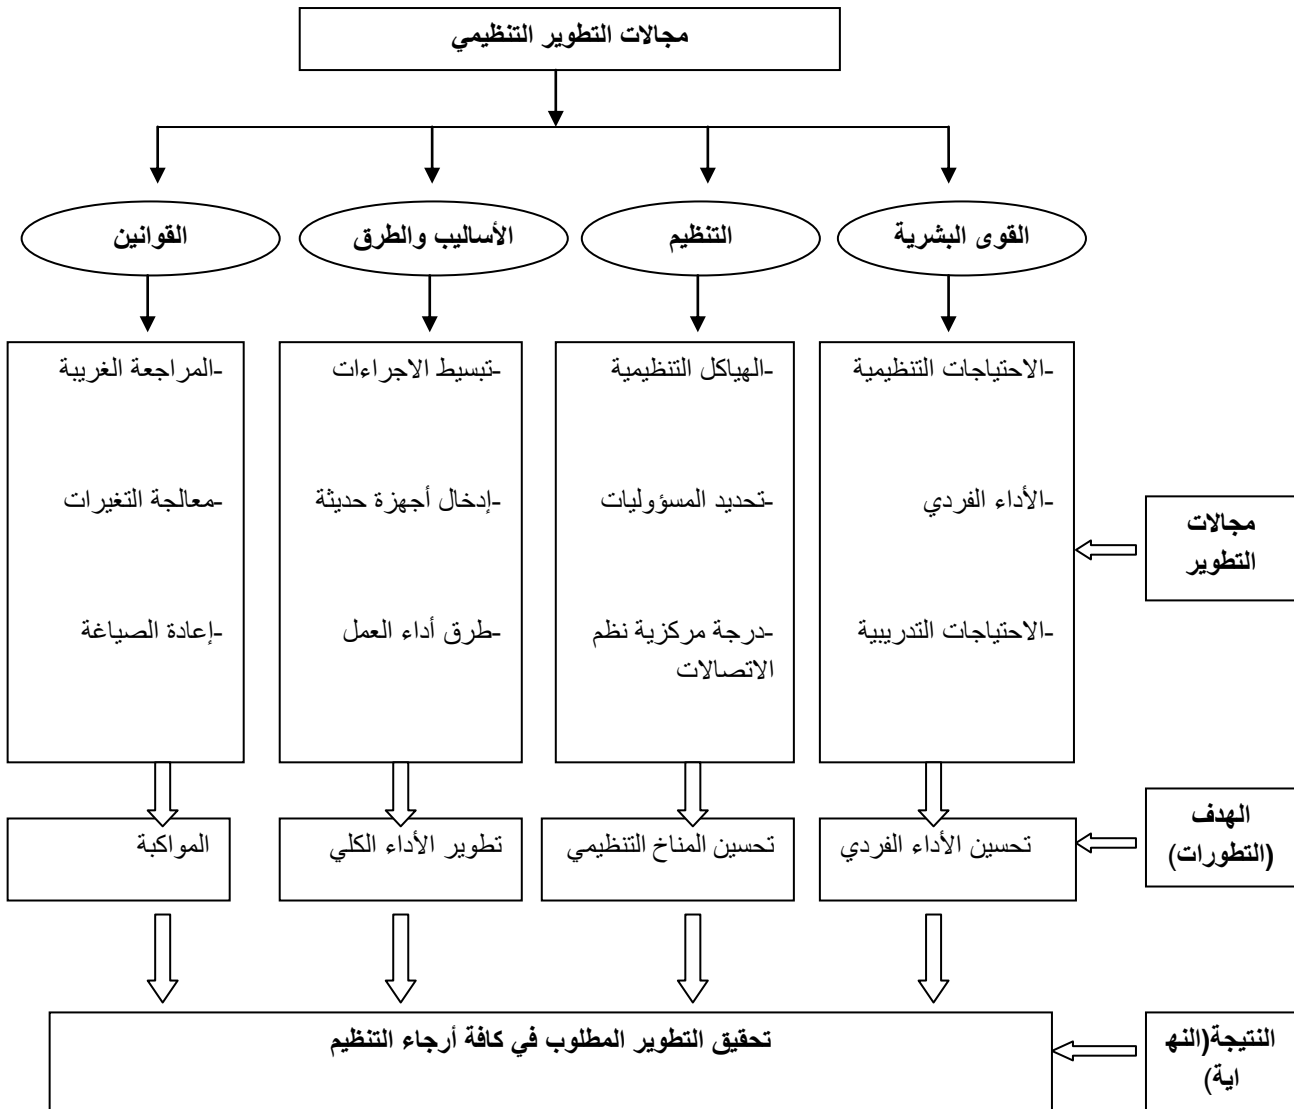 مجالات التطوير التنظيمي
القوى البشرية
التنظيم
الأساليب والطرق
القوانين
-الاحتياجات التنظيمية
-الأداء الفردي
-الاحتياجات التدريبية
-الهياكل التنظيمية
-تحديد المسؤوليات
-درجة مركزية نظم
الاتصالات
-تبسيط الاجراءات
-إدخال أجهزة حديثة
-طرق أداء العمل
-المراجعة الغريبة
-معالجة التغيرات
-إعادة الصياغة
مجالات
التطوير
تحسين الأداء الفردي
تحسين المناخ التنظيمي
تطوير الأداء الكلي
المواكبة
الهدف
(التطورات)
تحقيق التطوير المطلوب في كافة أرجاء التنظيم
النتيجة(النه
اية)